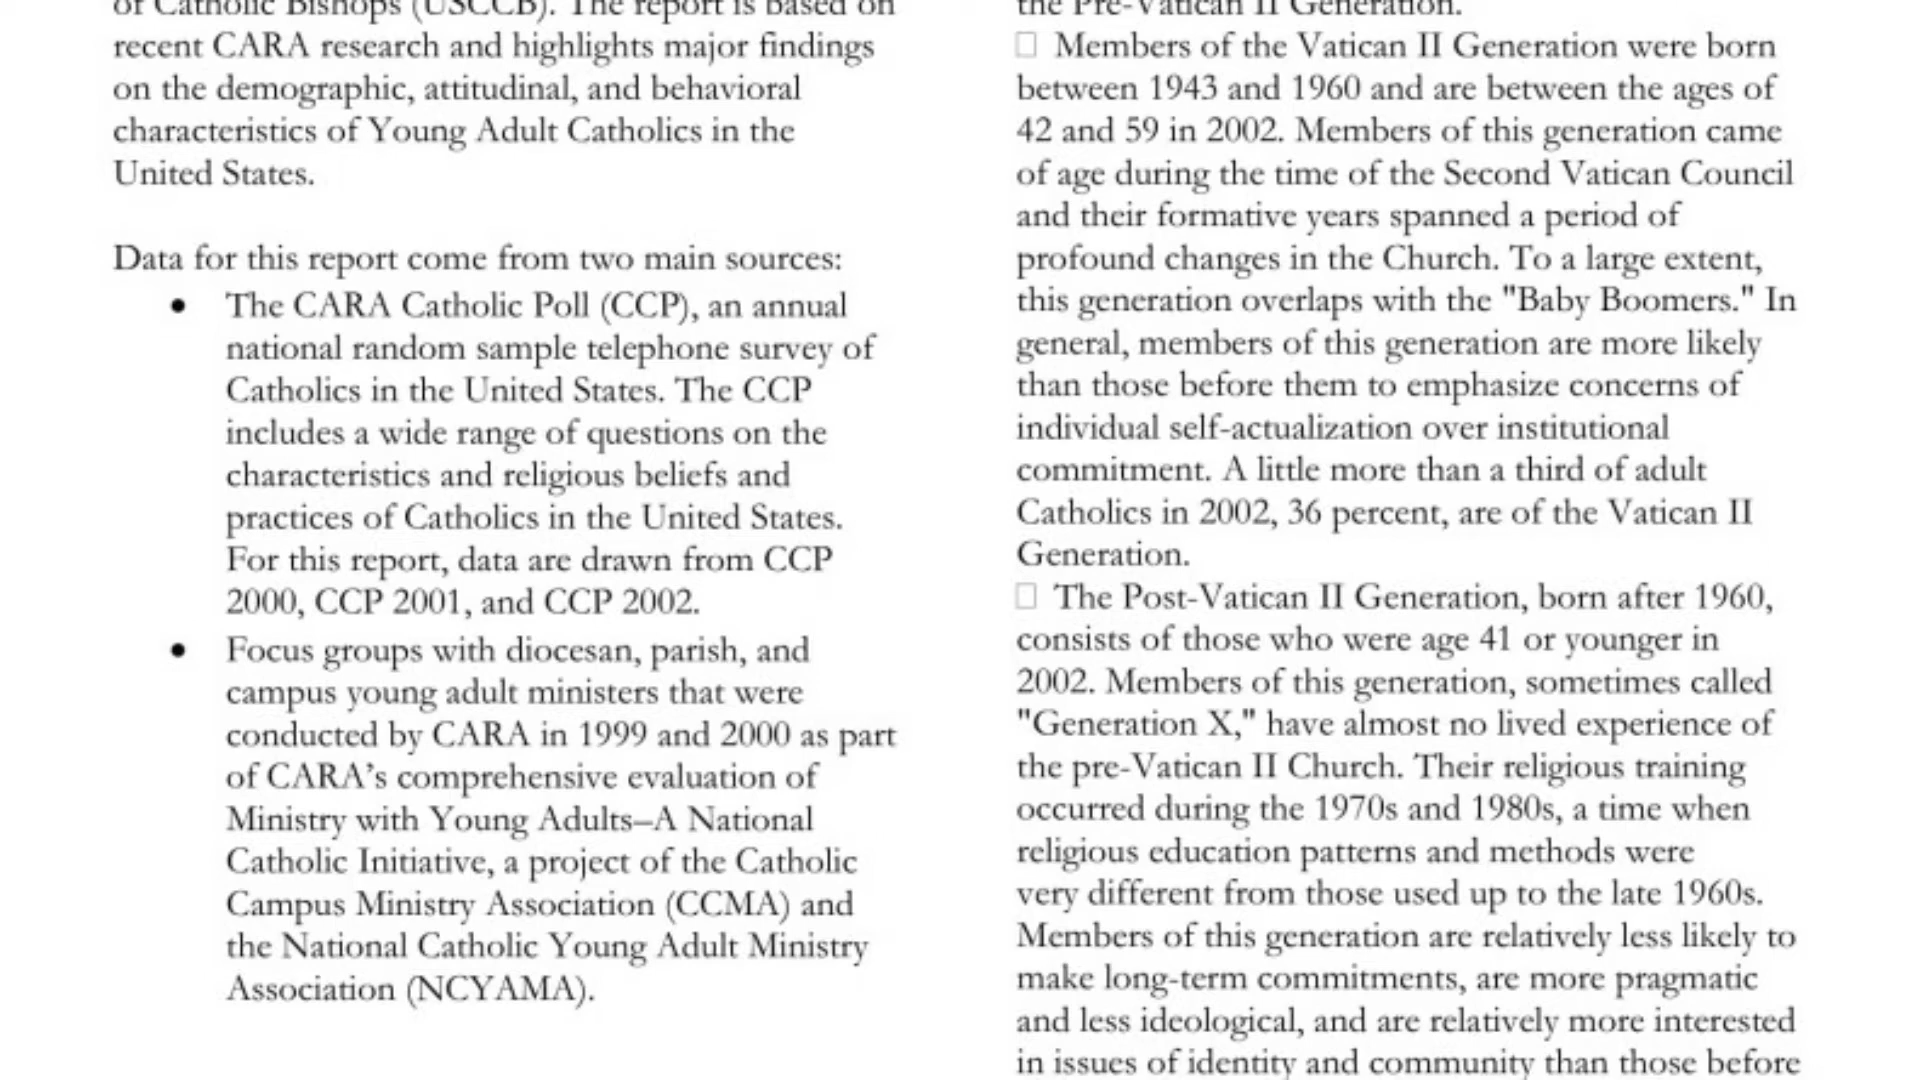 of Catholic Bishops (USCCB). The report is based on
recent CARA research and highlights major findings
on the demographic, attitudinal, and behavioral
characteristics of Young Adult Catholics in the
United States.
Data for this report come from two main sources:
• The CARA Catholic Poll (CCP), an annual
national random sample telephone survey of
Catholics in the United States. The CCP
includes a wide range of questions on the
characteristics and religious beliefs and
practices of Catholics in the United States.
For this report, data are drawn from CCP
2000, CCP 2001, and CCP 2002.
• Focus groups with diocesan, parish, and
campus young adult ministers that were
conducted by CARA in 1999 and 2000 as part
of CARA’s comprehensive evaluation of
Ministry with Young Adults–A National
Catholic Initiative, a project of the Catholic
Campus Ministry Association (CCMA) and
the National Catholic Young Adult Ministry
Association (NCYAMA).
the Pre-Vatican II Generation.
Members of the Vatican II Generation were born
between 1943 and 1960 and are between the ages of
42 and 59 in 2002. Members of this generation came
of age during the time of the Second Vatican Council
and their formative years spanned a period of
profound changes in the Church. To a large extent,
this generation overlaps with the "Baby Boomers." In
general, members of this generation are more likely
than those before them to emphasize concerns of
individual self-actualization over institutional
commitment. A little more than a third of adult
Catholics in 2002, 36 percent, are of the Vatican II
Generation.
The Post-Vatican II Generation, born after 1960,
consists of those who were age 41 or younger in
2002. Members of this generation, sometimes called
"Generation X," have almost no lived experience of
the pre-Vatican II Church. Their religious training
occurred during the 1970s and 1980s, a time when
religious education patterns and methods were
very different from those used up to the late 1960s.
Members of this generation are relatively less likely to
make long-term commitments, are more pragmatic
and less ideological, and are relatively more interested
in issues of identity and community than those before